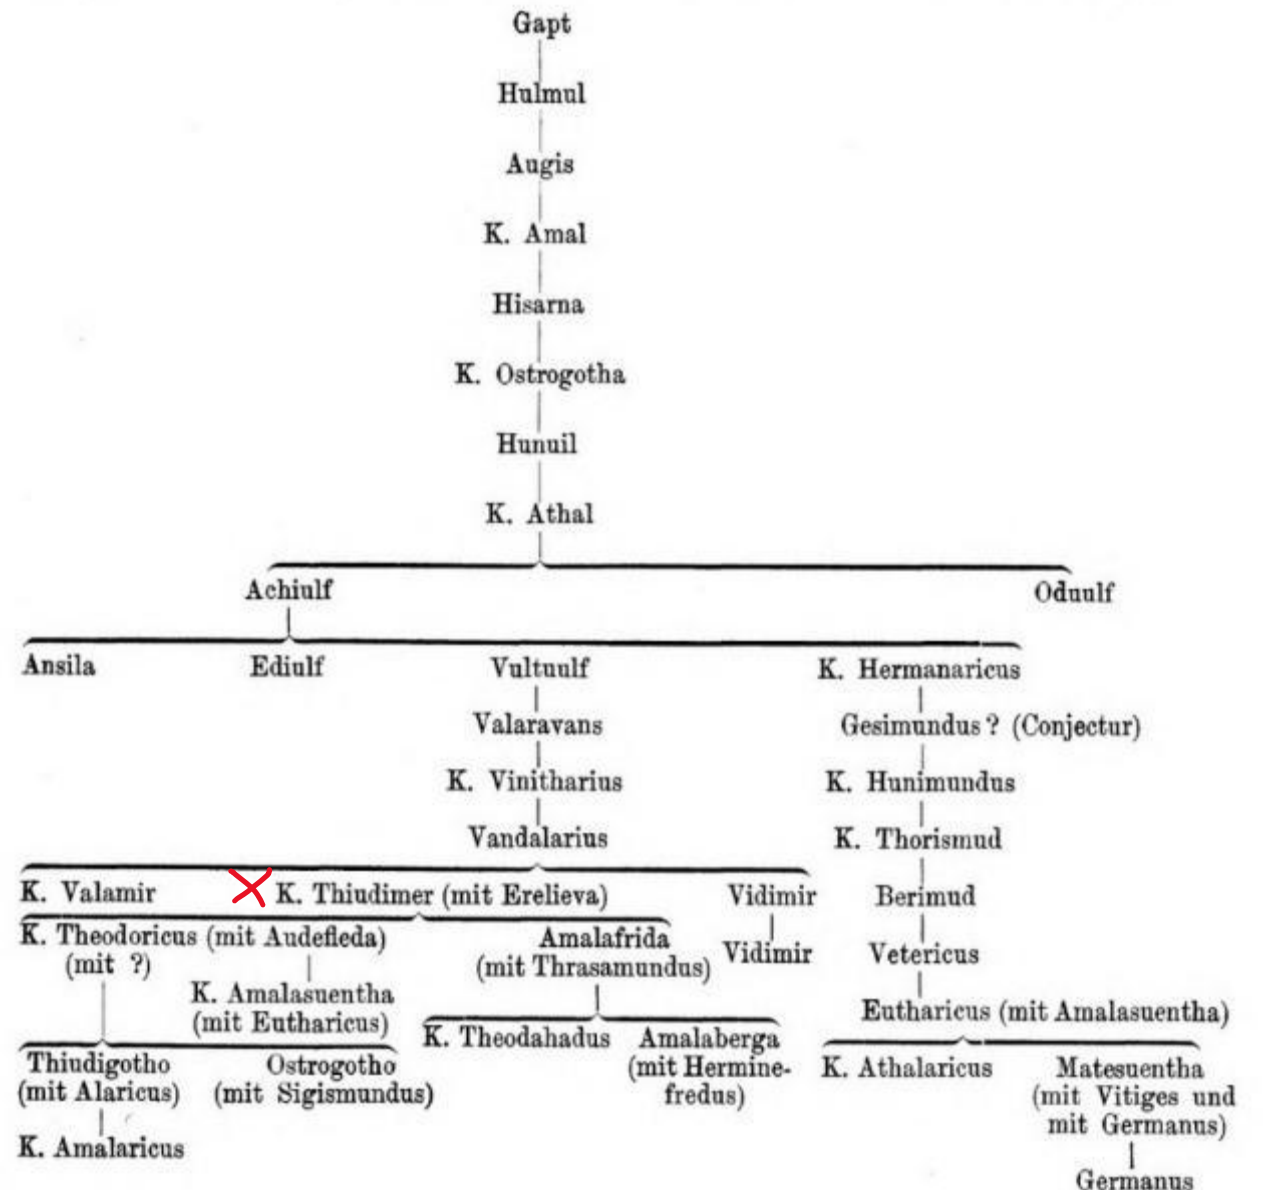 Gapt
Hulmul
Augis
K. Amal
Hisarna
K. Ostrogotha
Hunuil
K. Athal
Achiulf Oduulf
Ansila Ediulf Vultuulf K. Hermanaricus
Valaravans Gesimundus? (Conjectur)
K. Vinitharius K. Hunimundus
Vandalarius K. Thorismud
K. Valamir K. Thiudimer (mit Erelieva) Vidimir Berimud
K. Theodoricus (mit Audefleda) Amalafrida Vidimir Vetericus
(mit ?) (mit Thrasamundus)
K. Amalasuentha Eutharicus (mit Amalasuentha)
(mit Eutharicus) K. Theodahadus Amalaberga
Thiudigotho Ostrogotho (mit Hermine- K. Athalaricus Matesuentha
(mit Alaricus) (mit Sigismundus) fredus) (mit Vitiges und
mit Germanus)
K. Amalaricus Germanus